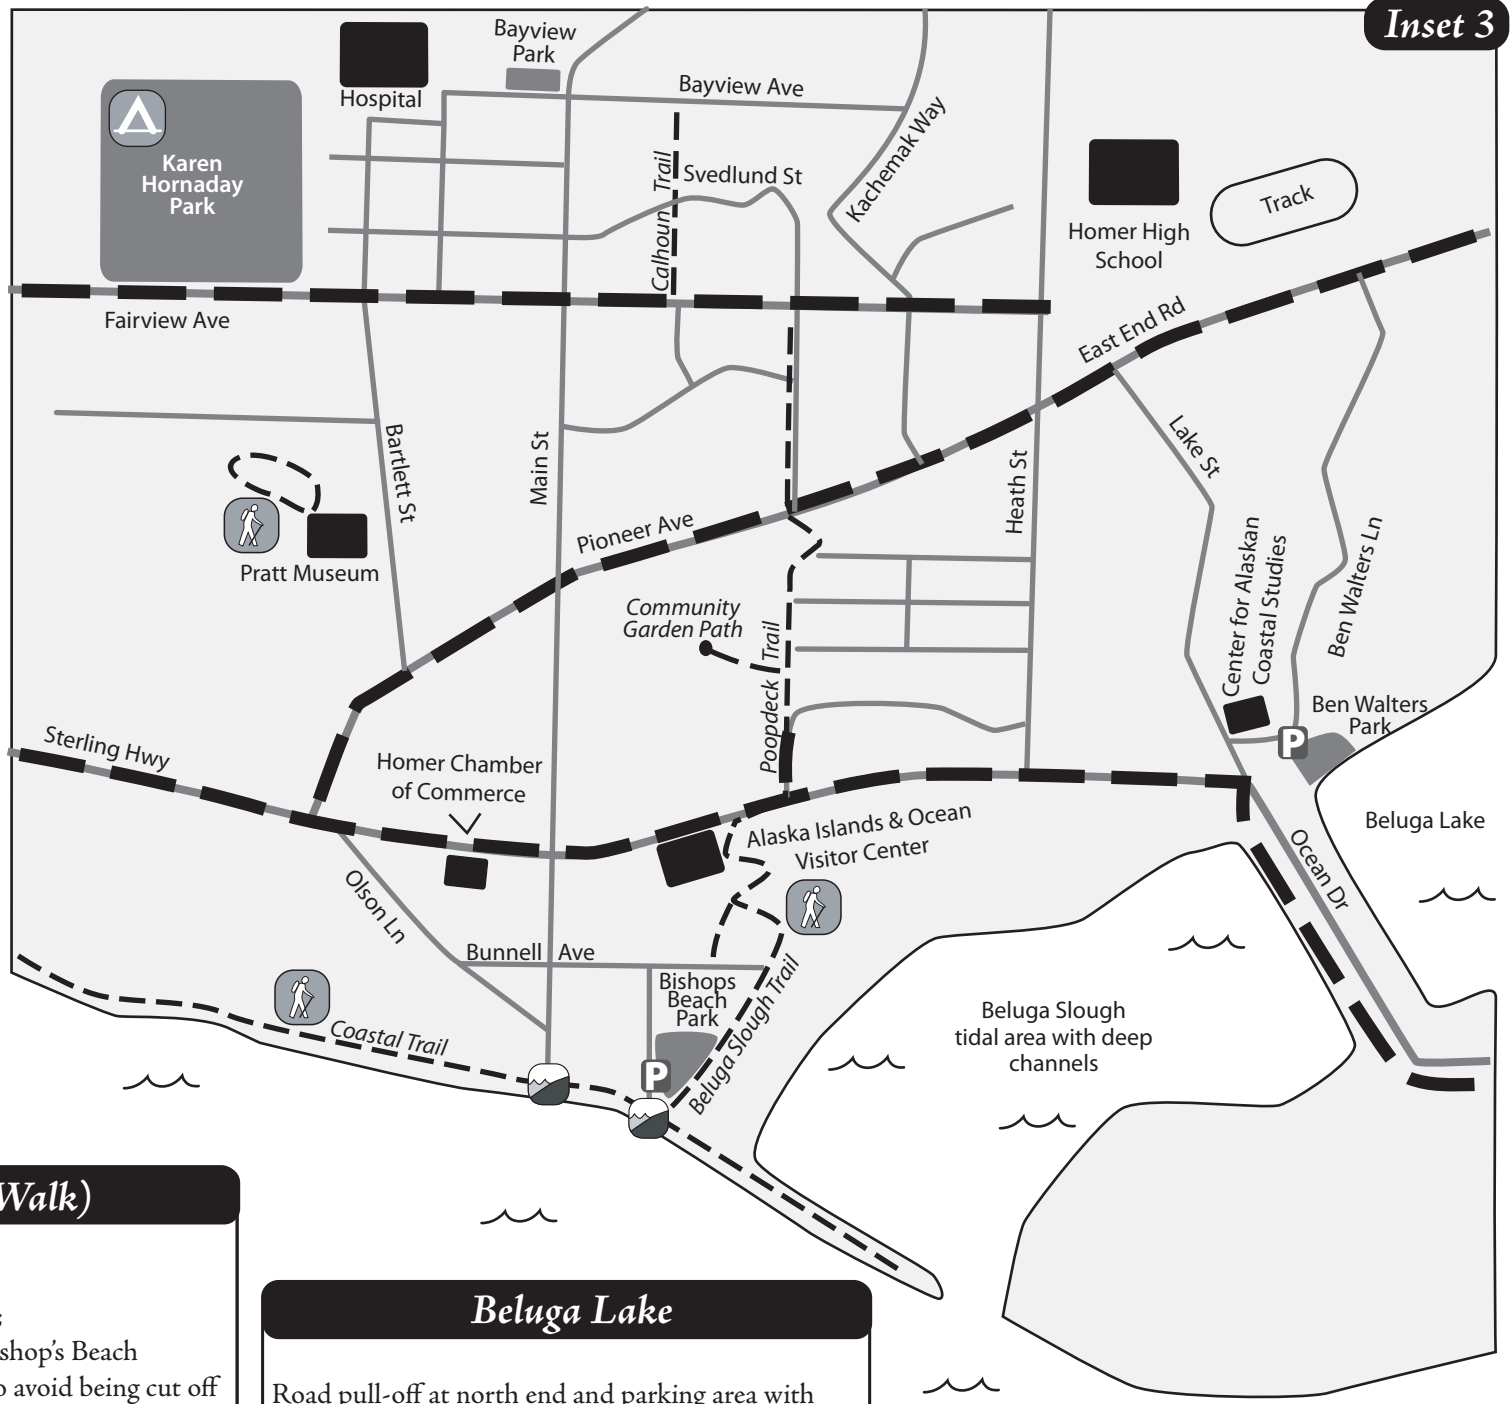 Inset 3
Bayview
Park
Hospital
Bayview Ave
Karen
Hornaday
Park
Calhoun Trail
Svedlund St
Kachemak Way
Homer High
School
Track
Fairview Ave
East End Rd
Bartlett St
Main St
Lake St
Heath St
Pioneer Ave
Pratt Museum
Community
Garden Path
Poopdeck Trail
Center for Alaskan
Coastal Studies
Ben Walters Ln
Ben Walters
Park
P
Sterling Hwy
Homer Chamber
of Commerce
Alaska Islands & Ocean
Visitor Center
Beluga Lake
Ocean Dr
Olson Ln
Bunnell Ave
Bishops
Beach
Park
P
Beluga Slough Trail
Coastal Trail
Beluga Slough
tidal area with deep
channels
Walk)
shop's Beach
o avoid being cut off
Beluga Lake
Road pull-off at north end and parking area with